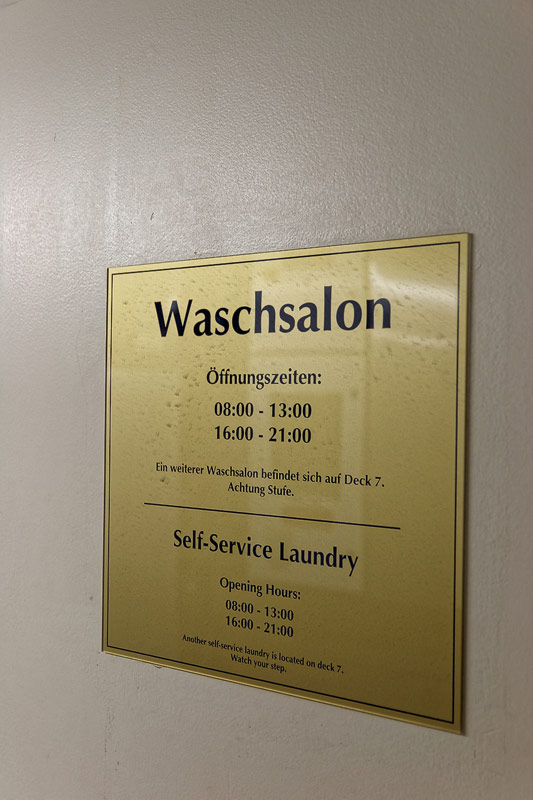 Waschsalon
Öffnungszeiten:
08:00 - 13:00
16:00 - 21:00
Ein weiterer Waschsalon befindet sich auf Deck 7.
Achtung Stufe.
Self-Service Laundry
Opening Hours:
08:00 - 13:00
16:00 - 21:00
Another self-service laundry is located on deck 7.
Watch your step.